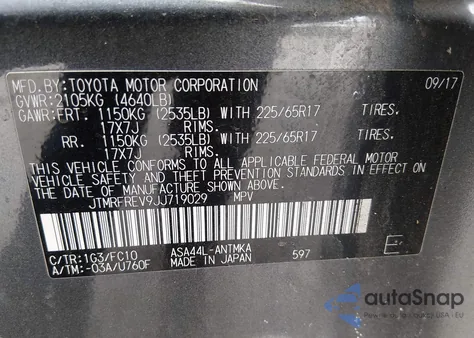 MFD.BY:TOYOTA MOTOR CORPORATION 09/17
GVWR:2105KG (4640LB)
GAWR:FRT. 1150KG (2535LB) WITH 225/65R17 TIRES.
17X7J RIMS.
RR. 1150KG (2535LB) WITH 225/65R17 TIRES.
17X7J RIMS.
THIS VEHICLE CONFORMS TO ALL APPLICABLE FEDERAL MOTOR
VEHICLE SAFETY AND THEFT PREVENTION STANDARDS IN EFFECT ON THE
DATE OF MANUFACTURE SHOWN ABOVE.
JTMRFREV9JJ719029 MPV
C/TR:1G3/FC10 ASA44L-ANTMKA 597
A/TM:-03A/U760F MADE IN JAPAN
E
autaSnap